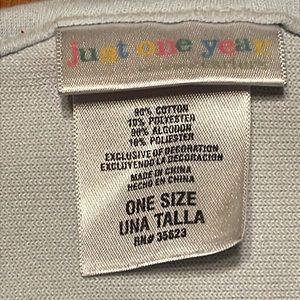 just one year
90% COTTON
10% POLYESTER
90% ALGODON
10% POLIESTER
EXCLUSIVE OF DECORATION
EXCLUYENDO LA DECORACION
MADE IN CHINA
HECHO EN CHINA
ONE SIZE
UNA TALLA
RN# 35623